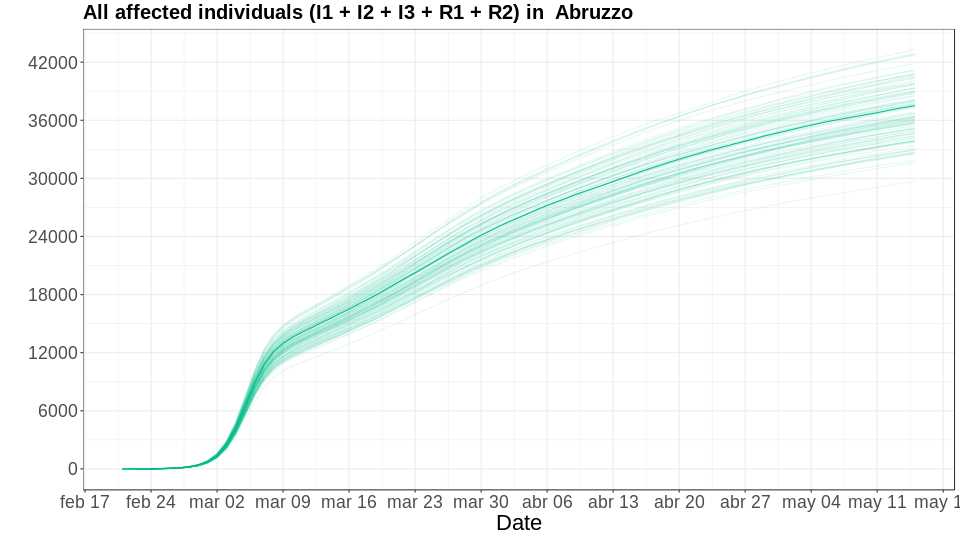 All affected individuals (I1 + I2 + I3 + R1 + R2) in  Abruzzo
42000
36000
30000
24000
18000
12000
6000
0
feb 17 feb 24 mar 02 mar 09 mar 16 mar 23 mar 30 abr 06 abr 13 abr 20 abr 27 may 04 may 11 may 1
Date